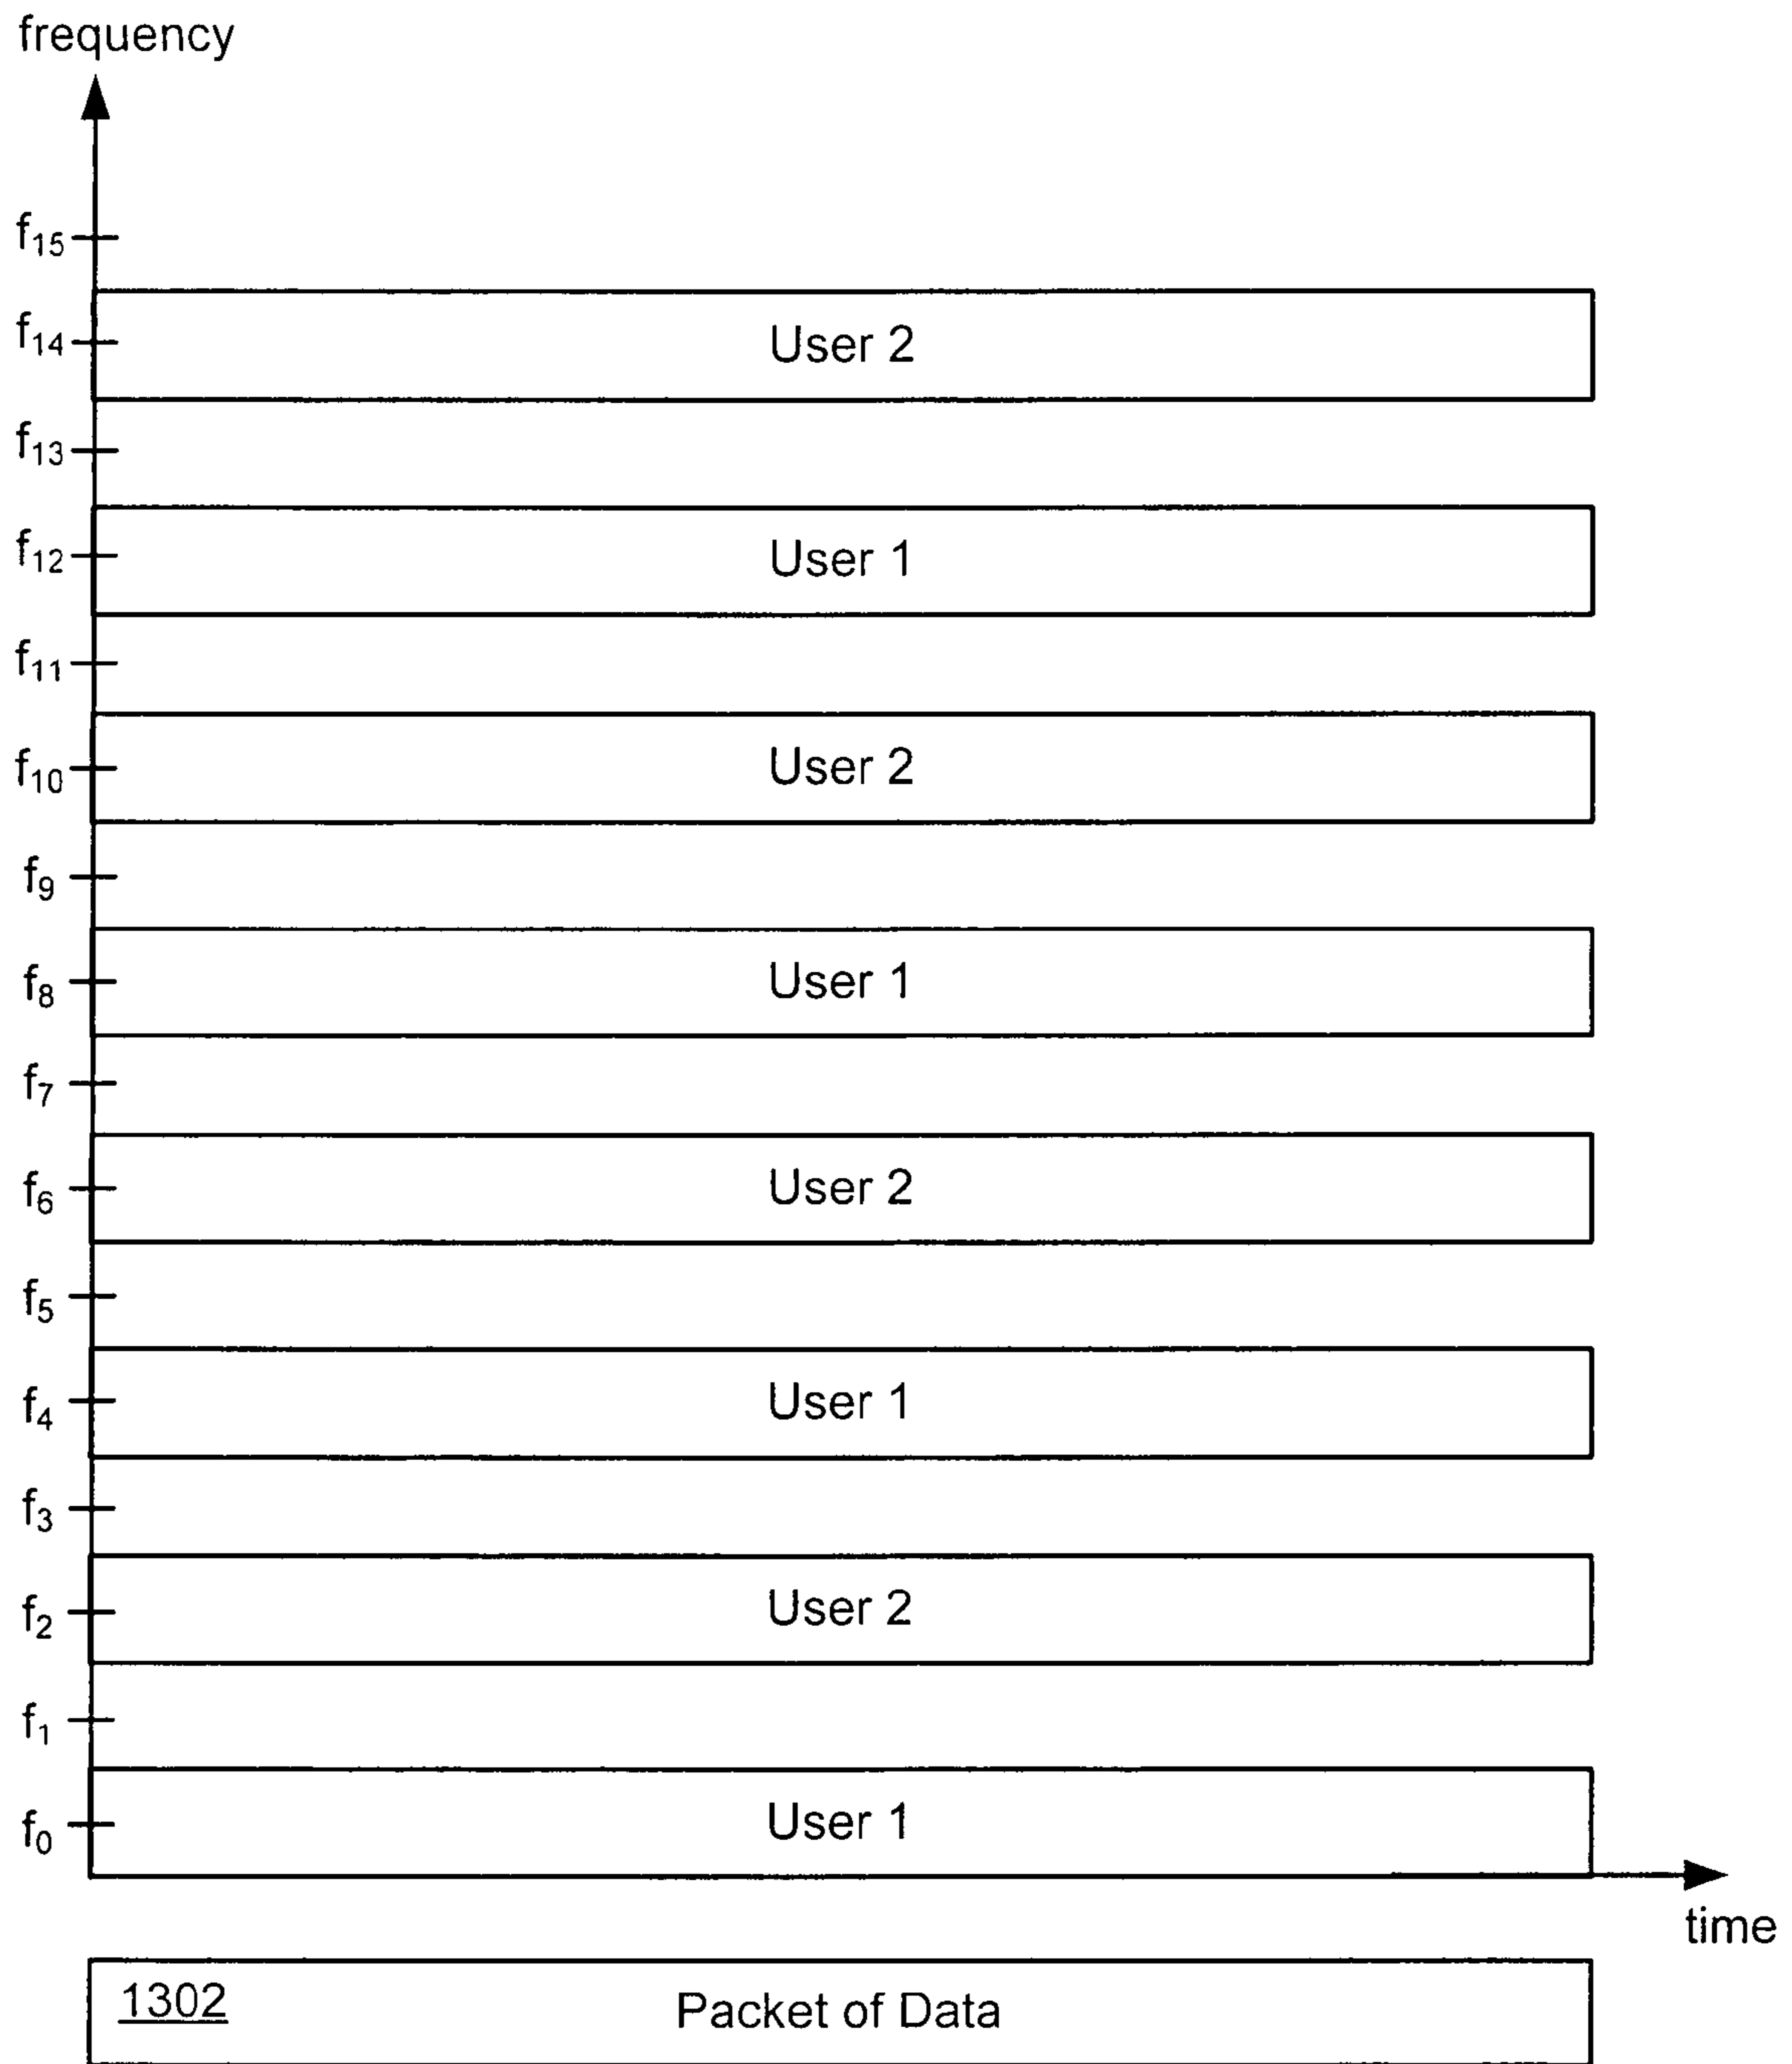 frequency
f15
f14 User 2
f13
f12 User 1
f11
f10 User 2
f9
f8 User 1
f7
f6 User 2
f5
f4 User 1
f3
f2 User 2
f1
f0 User 1
time
1302 Packet of Data